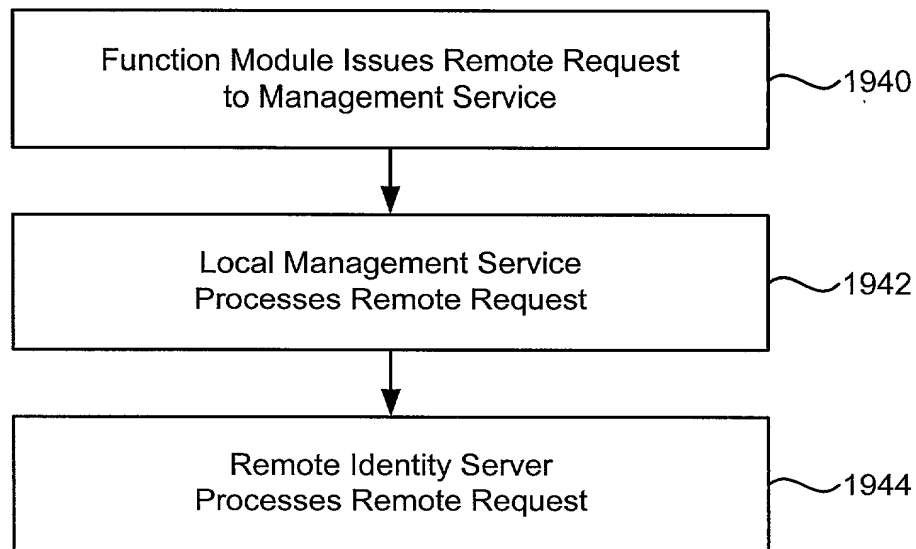 Function Module Issues Remote Request
to Management Service
1940
Local Management Service
Processes Remote Request
1942
Remote Identity Server
Processes Remote Request
1944